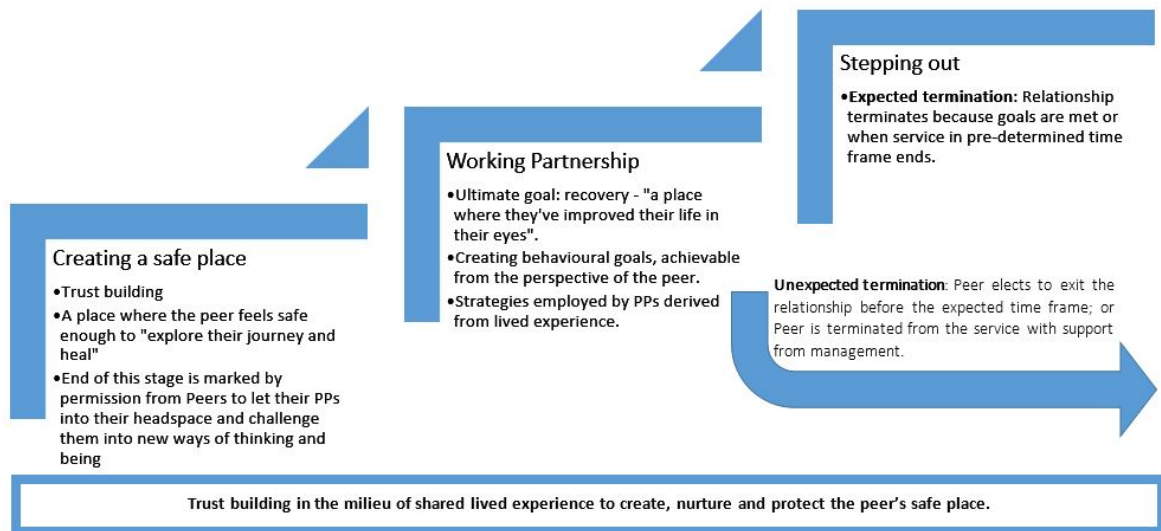 Creating a safe place
•Trust building
•A place where the peer feels safe
enough to "explore their journey and
heal"
•End of this stage is marked by
permission from Peers to let their PPs
into their headspace and challenge
them into new ways of thinking and
being
Working Partnership
•Ultimate goal: recovery - "a place
where they've improved their life in
their eyes".
•Creating behavioural goals, achievable
from the perspective of the peer.
•Strategies employed by PPs derived
from lived experience.
Stepping out
•Expected termination: Relationship
terminates because goals are met or
when service in pre-determined time
frame ends.
Unexpected termination: Peer elects to exit the
relationship before the expected time frame; or
Peer is terminated from the service with support
from management.
Trust building in the milieu of shared lived experience to create, nurture and protect the peer's safe place.